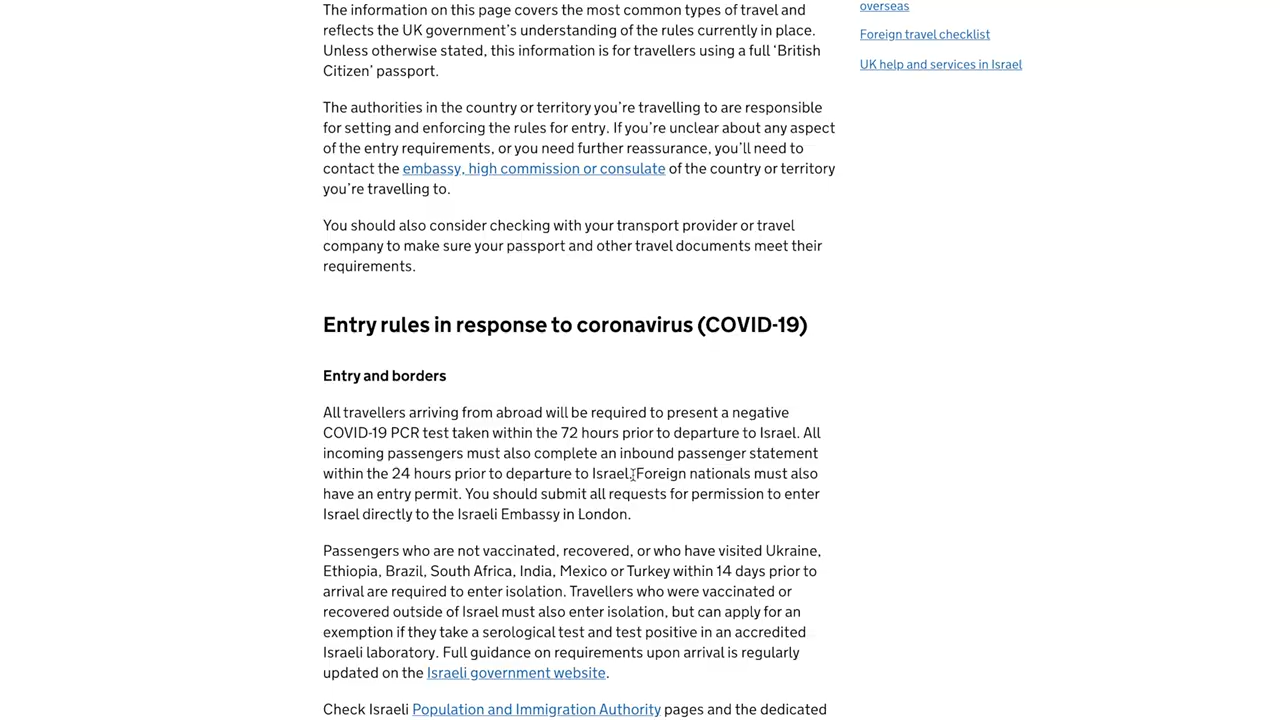 The information on this page covers the most common types of travel and
reflects the UK government's understanding of the rules currently in place.
Unless otherwise stated, this information is for travellers using a full ‘British
Citizen’ passport.
The authorities in the country or territory you’re travelling to are responsible
for setting and enforcing the rules for entry. If you’re unclear about any aspect
of the entry requirements, or you need further reassurance, you’ll need to
contact the embassy, high commission or consulate of the country or territory
you’re travelling to.
You should also consider checking with your transport provider or travel
company to make sure your passport and other travel documents meet their
requirements.
Entry rules in response to coronavirus (COVID-19)
Entry and borders
All travellers arriving from abroad will be required to present a negative
COVID-19 PCR test taken within the 72 hours prior to departure to Israel. All
incoming passengers must also complete an inbound passenger statement
within the 24 hours prior to departure to Israel. Foreign nationals must also
have an entry permit. You should submit all requests for permission to enter
Israel directly to the Israeli Embassy in London.
Passengers who are not vaccinated, recovered, or who have visited Ukraine,
Ethiopia, Brazil, South Africa, India, Mexico or Turkey within 14 days prior to
arrival are required to enter isolation. Travellers who were vaccinated or
recovered outside of Israel must also enter isolation, but can apply for an
exemption if they take a serological test and test positive in an accredited
Israeli laboratory. Full guidance on requirements upon arrival is regularly
updated on the Israeli government website.
Check Israeli Population and Immigration Authority pages and the dedicated
overseas
Foreign travel checklist
UK help and services in Israel